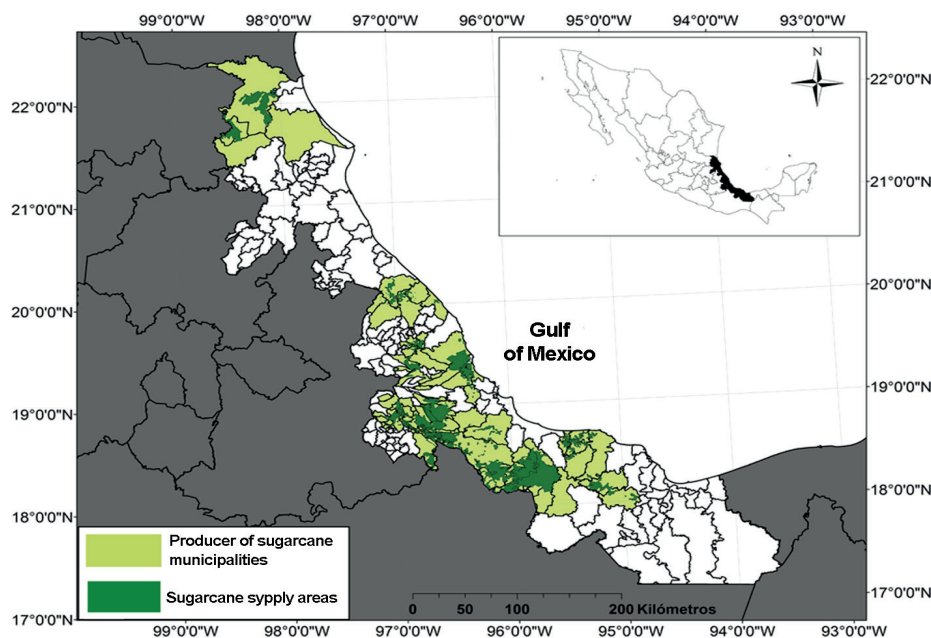 99°0'0"W 98°0'0"W 97°0'0"W 96°0'0"W 95°0'0"W 94°0'0"W 93°0'0"W
N
22°0'0"N
22°0'0"N
21°0'0"N
21°0'0"N
20°0'0"N
20°0'0"N
Gulf
of Mexico
19°0'0"N
19°0'0"N
18°0'0"N
18°0'0"N
Producer of sugarcane
municipalities
Sugarcane sypply areas
0 50 100 200 Kilómetros
17°0'0"N
17°0'0"N
99°0'0"W 98°0'0"W 97°0'0"W 96°0'0"W 95°0'0"W 94°0'0"W 93°0'0"W